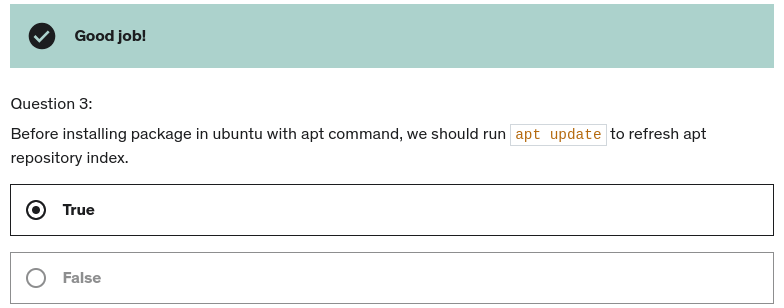 Good job!
Question 3:
Before installing package in ubuntu with apt command, we should run apt update to refresh apt
repository index.
True
False